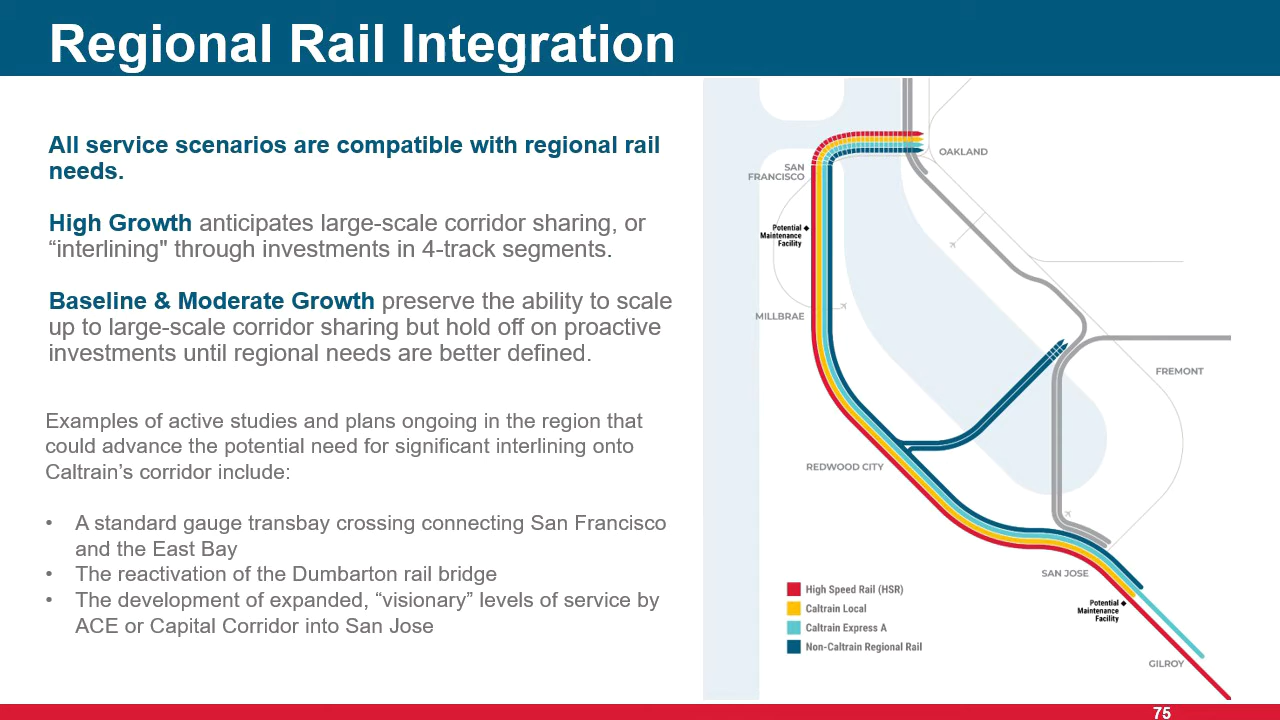 Regional Rail Integration
All service scenarios are compatible with regional rail
needs.
High Growth anticipates large-scale corridor sharing, or
“interlining" through investments in 4-track segments.
Baseline & Moderate Growth preserve the ability to scale
up to large-scale corridor sharing but hold off on proactive
investments until regional needs are better defined.
Examples of active studies and plans ongoing in the region that
could advance the potential need for significant interlining onto
Caltrain’s corridor include:
• A standard gauge transbay crossing connecting San Francisco
and the East Bay
• The reactivation of the Dumbarton rail bridge
• The development of expanded, “visionary” levels of service by
ACE or Capital Corridor into San Jose
OAKLAND
SAN
FRANCISCO
Potential
Maintenance
Facility
MILLBRAE
FREMONT
REDWOOD CITY
SAN JOSE
Potential
Maintenance
Facility
GILROY
High Speed Rail (HSR)
Caltrain Local
Caltrain Express A
Non-Caltrain Regional Rail
75